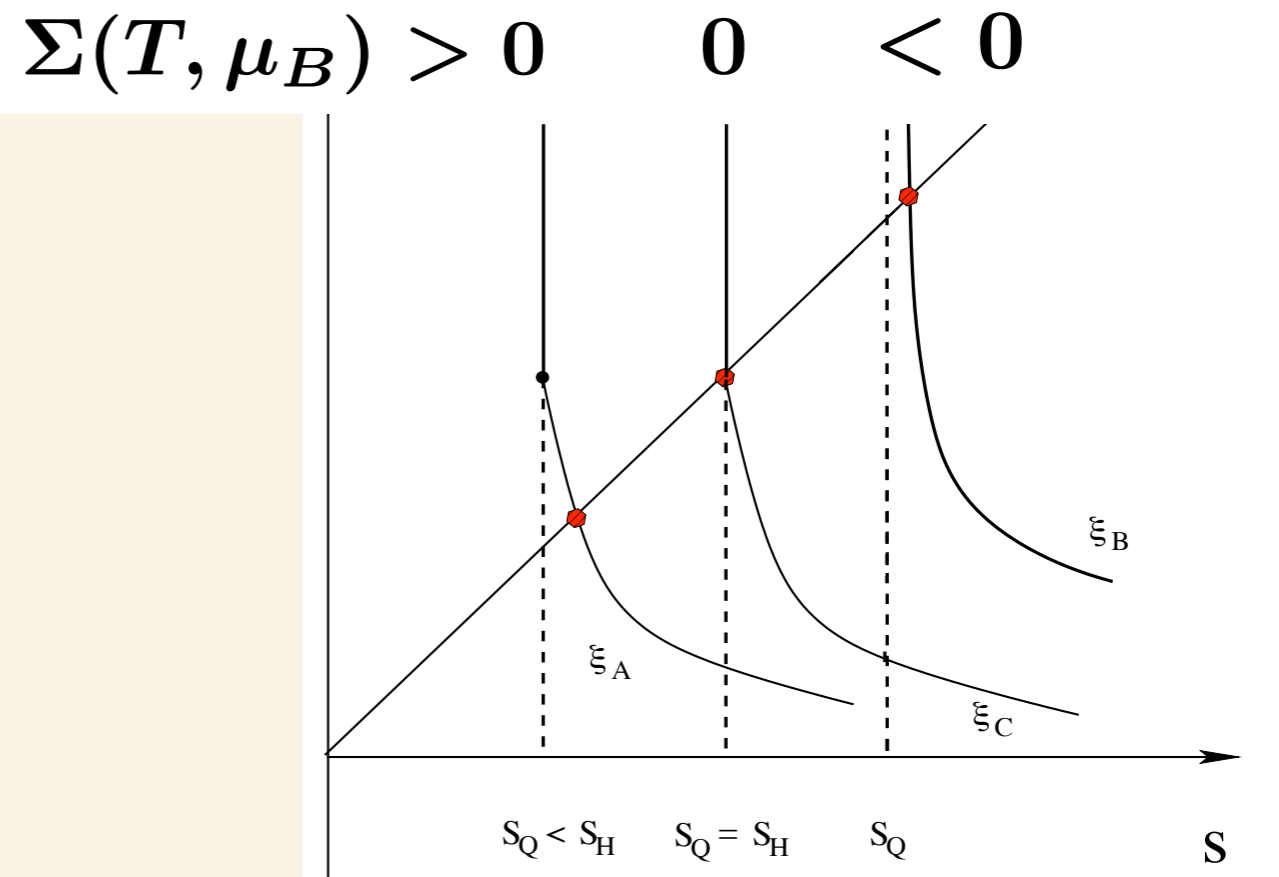 Σ(T, μ_B) > 0 0 < 0
ξ_B
ξ_A
ξ_C
S_Q < S_H S_Q = S_H S_Q S